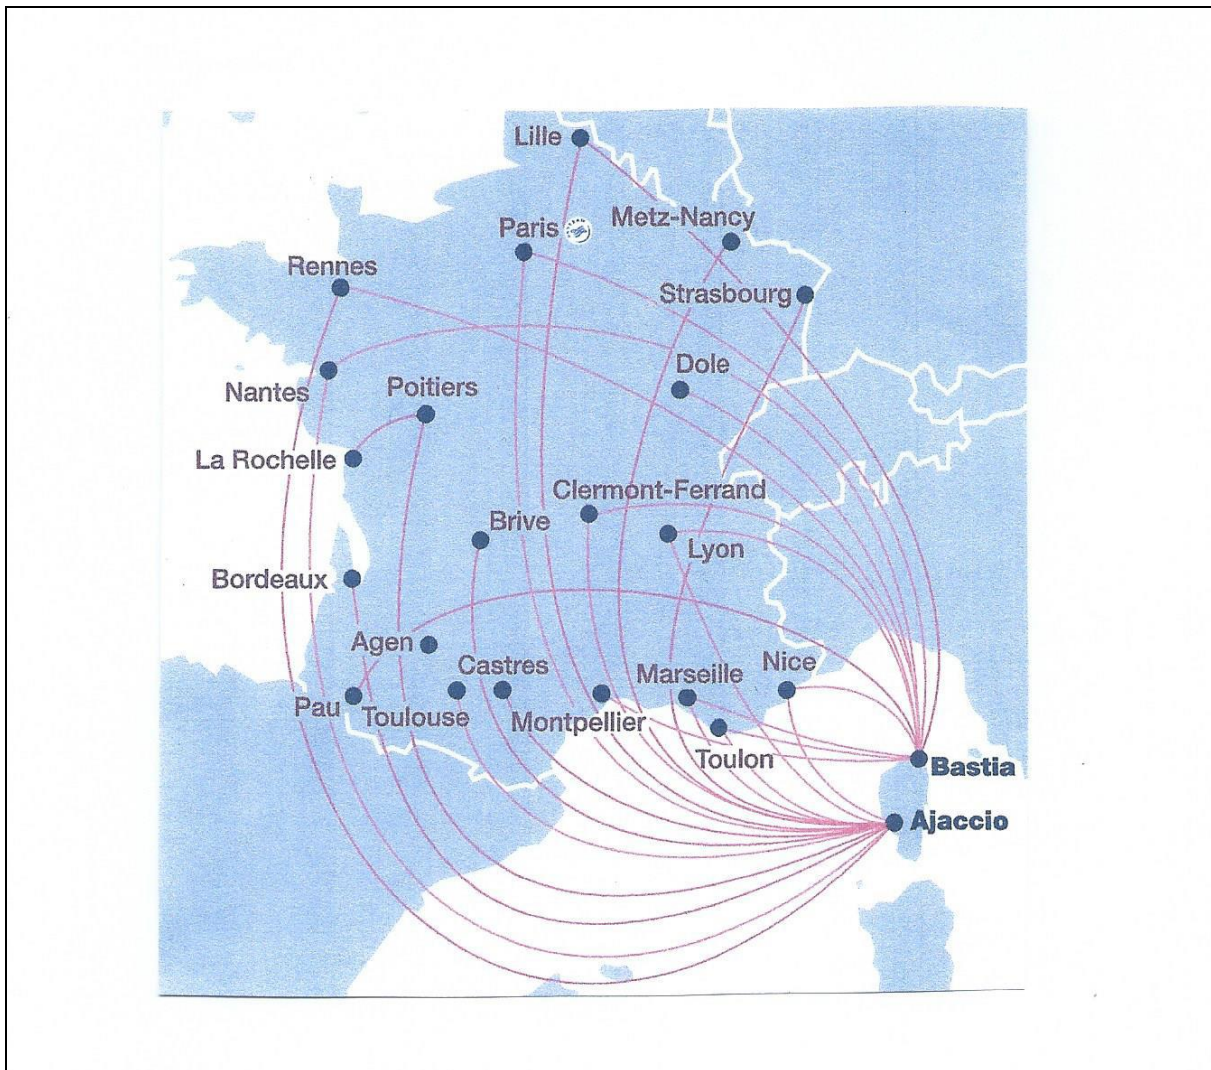 Lille
Paris
Metz-Nancy
Rennes
Strasbourg
Dole
Nantes
Poitiers
La Rochelle
Clermont-Ferrand
Brive
Lyon
Bordeaux
Agen
Castres
Marseille
Nice
Pau
Toulouse
Montpellier
Toulon
Bastia
Ajaccio